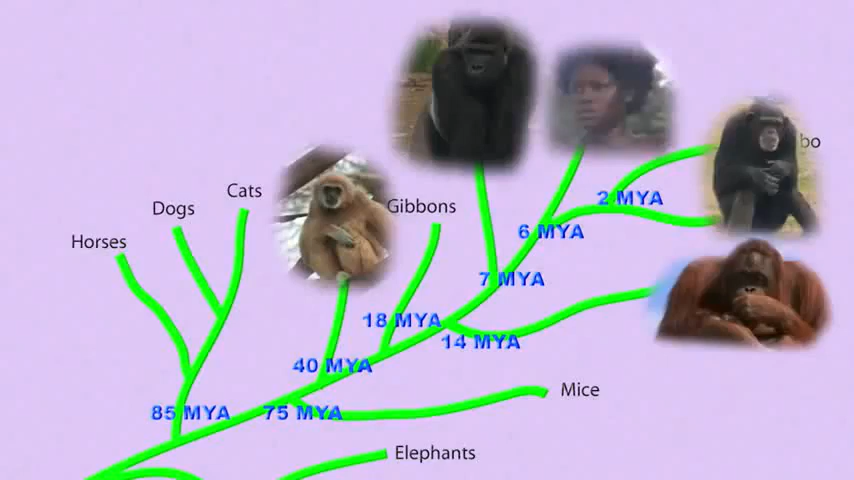 bo
Cats
Dogs
Gibbons
Horses
2 MYA
6 MYA
7 MYA
18 MYA
14 MYA
40 MYA
Mice
85 MYA
75 MYA
Elephants